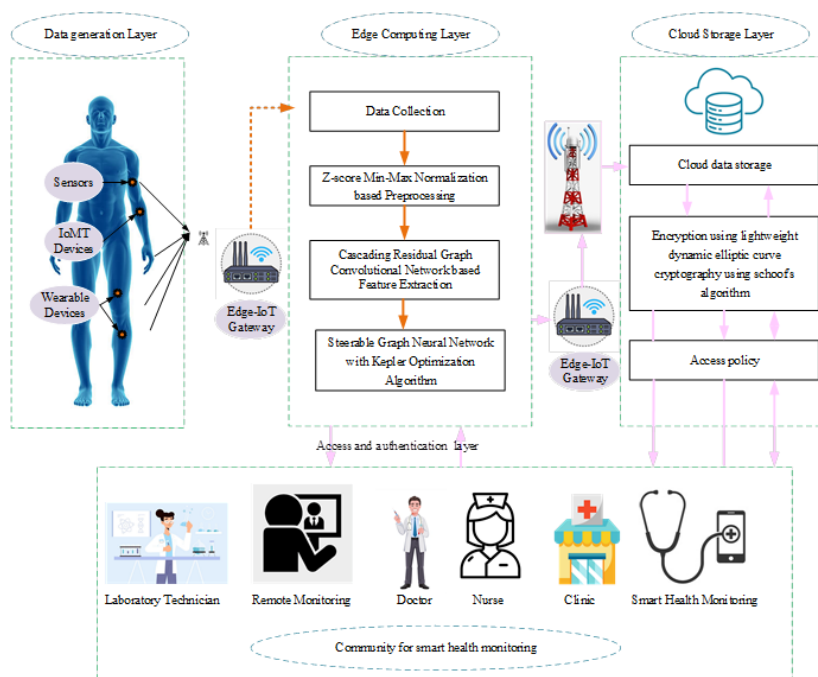 Data generation Layer
Edge Computing Layer
Cloud Storage Layer
Sensors
IoMT
Devices
Wearable
Devices
Edge-IoT
Gateway
Data Collection
Z-score Min-Max Normalization
based Preprocessing
Cascading Residual Graph
Convolutional Network based
Feature Extraction
Steerable Graph Neural Network
with Kepler Optimization
Algorithm
Edge-IoT
Gateway
Cloud data storage
Encryption using lightweight
dynamic elliptic curve
cryptography using schoofs
algorithm
Access policy
Access and authentication layer
Laboratory Technician
Remote Monitoring
Doctor
Nurse
Clinic
Smart Health Monitoring
Community for smart health monitoring